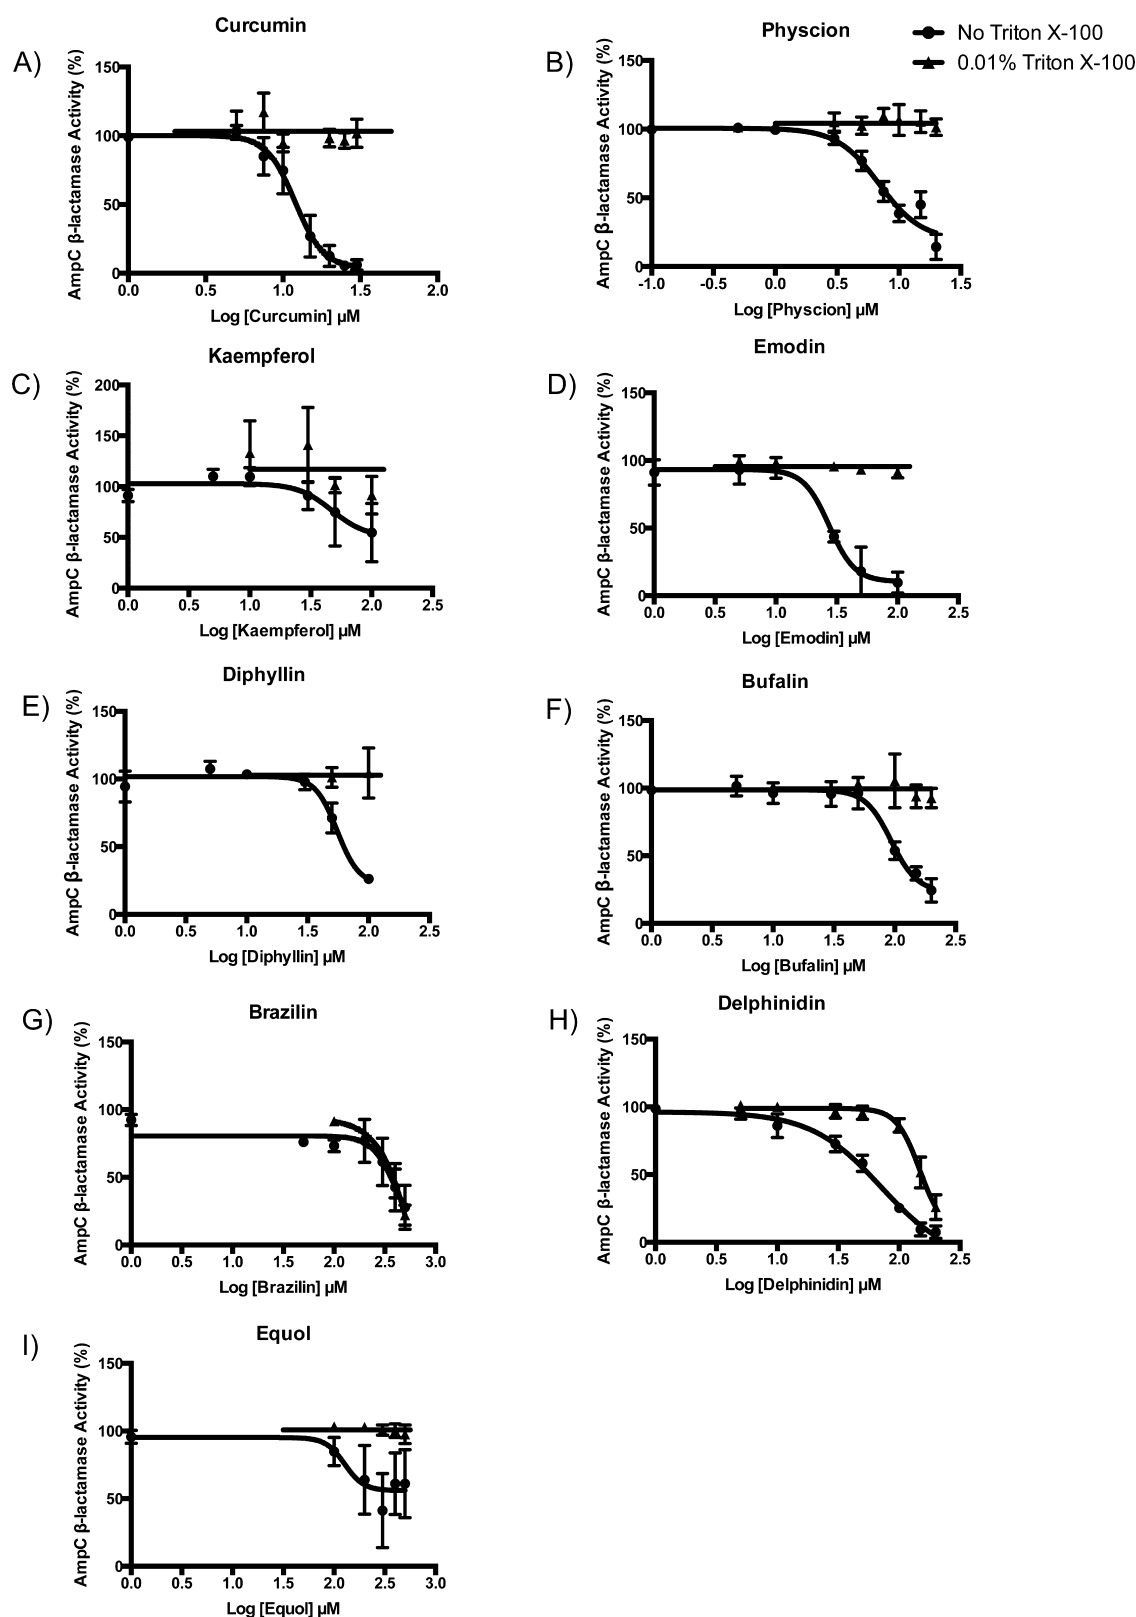 Curcumin
A)
AmpC β-lactamase Activity (%)
150
100
50
0
0.0 0.5 1.0 1.5 2.0
Log [Curcumin] µM
Physcion
No Triton X-100
0.01% Triton X-100
B)
AmpC β-lactamase Activity (%)
150
100
50
0
-1.0 -0.5 0.0 0.5 1.0 1.5
Log [Physcion] µM
Kaempferol
C)
AmpC β-lactamase Activity (%)
200
150
100
50
0
0.0 0.5 1.0 1.5 2.0 2.5
Log [Kaempferol] µM
Emodin
D)
AmpC β-lactamase Activity (%)
150
100
50
0
0.0 0.5 1.0 1.5 2.0 2.5
Log [Emodin] µM
Diphyllin
E)
AmpC β-lactamase Activity (%)
150
100
50
0
0.0 0.5 1.0 1.5 2.0 2.5
Log [Diphyllin] µM
Bufalin
F)
AmpC β-lactamase Activity (%)
150
100
50
0
0.0 0.5 1.0 1.5 2.0 2.5
Log [Bufalin] µM
Brazilin
G)
AmpC β-lactamase Activity (%)
150
100
50
0
0.0 0.5 1.0 1.5 2.0 2.5 3.0
Log [Brazilin] µM
Delphinidin
H)
AmpC β-lactamase Activity (%)
150
100
50
0
0.0 0.5 1.0 1.5 2.0 2.5
Log [Delphinidin] µM
Equol
I)
AmpC β-lactamase Activity (%)
150
100
50
0
0.0 0.5 1.0 1.5 2.0 2.5 3.0
Log [Equol] µM